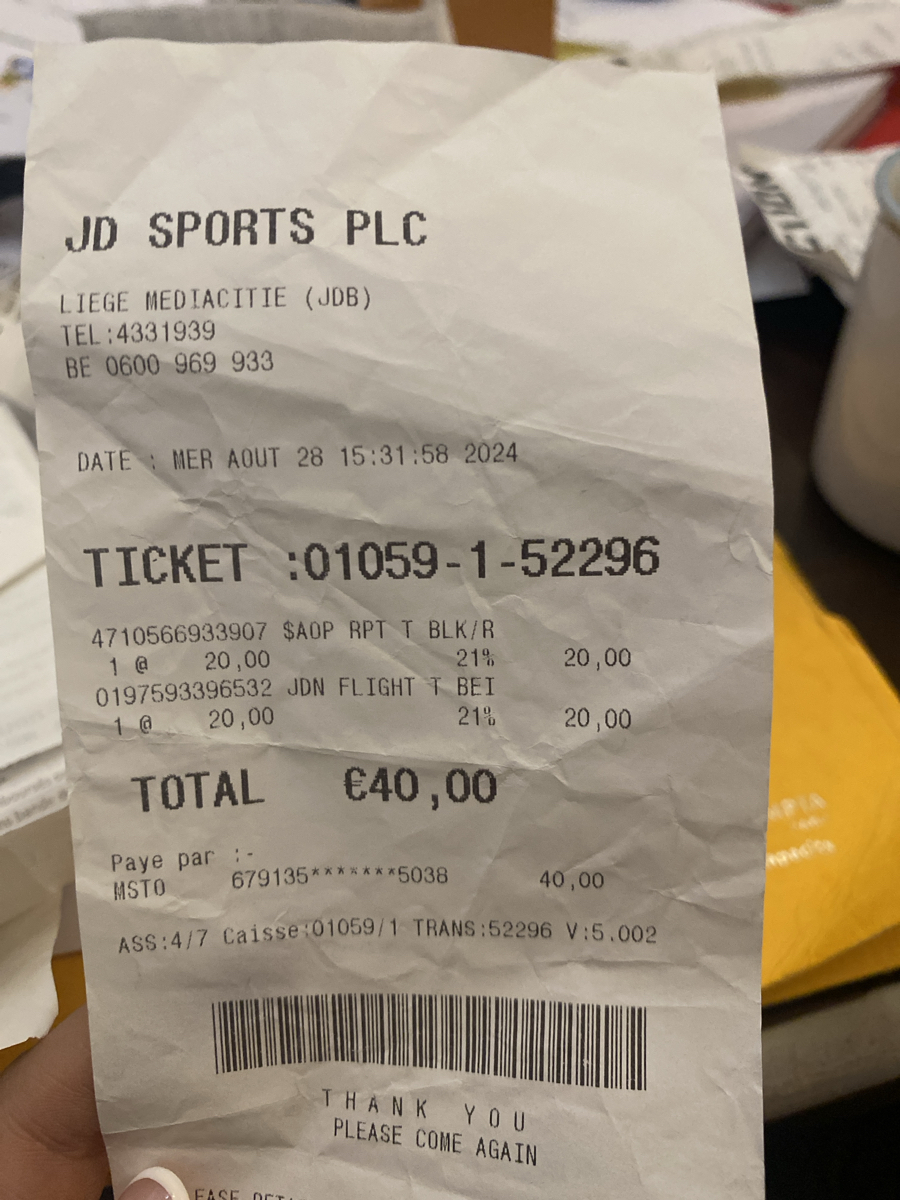 JD SPORTS PLC
LIEGE MEDIACITIE (JDB)
TEL:4331939
BE 0600 969 933
DATE : MER AOUT 28 15:31:58 2024
TICKET :01059-1-52296
4710566933907 $AOP RPT T BLK/R
1 @ 20,00 21% 20,00
0197593396532 JDN FLIGHT T BEI
1 @ 20,00 21% 20,00
TOTAL €40,00
Paye par :-
MSTO 679135*******5038 40,00
ASS:4/7 Caisse:01059/1 TRANS:52296 V:5.002
THANK YOU
PLEASE COME AGAIN